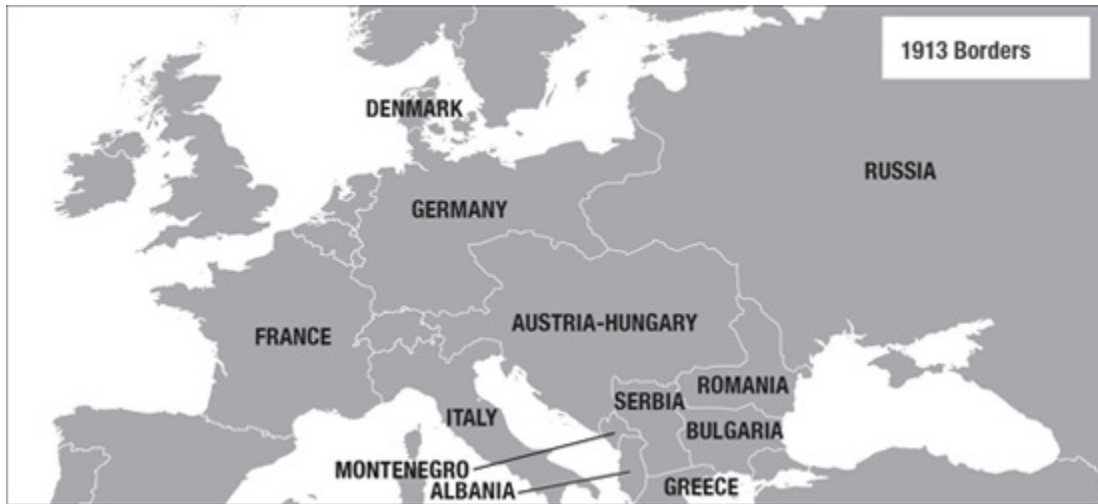 1913 Borders
DENMARK
RUSSIA
GERMANY
AUSTRIA-HUNGARY
FRANCE
ROMANIA
SERBIA
ITALY
BULGARIA
MONTENEGRO
ALBANIA
GREECE